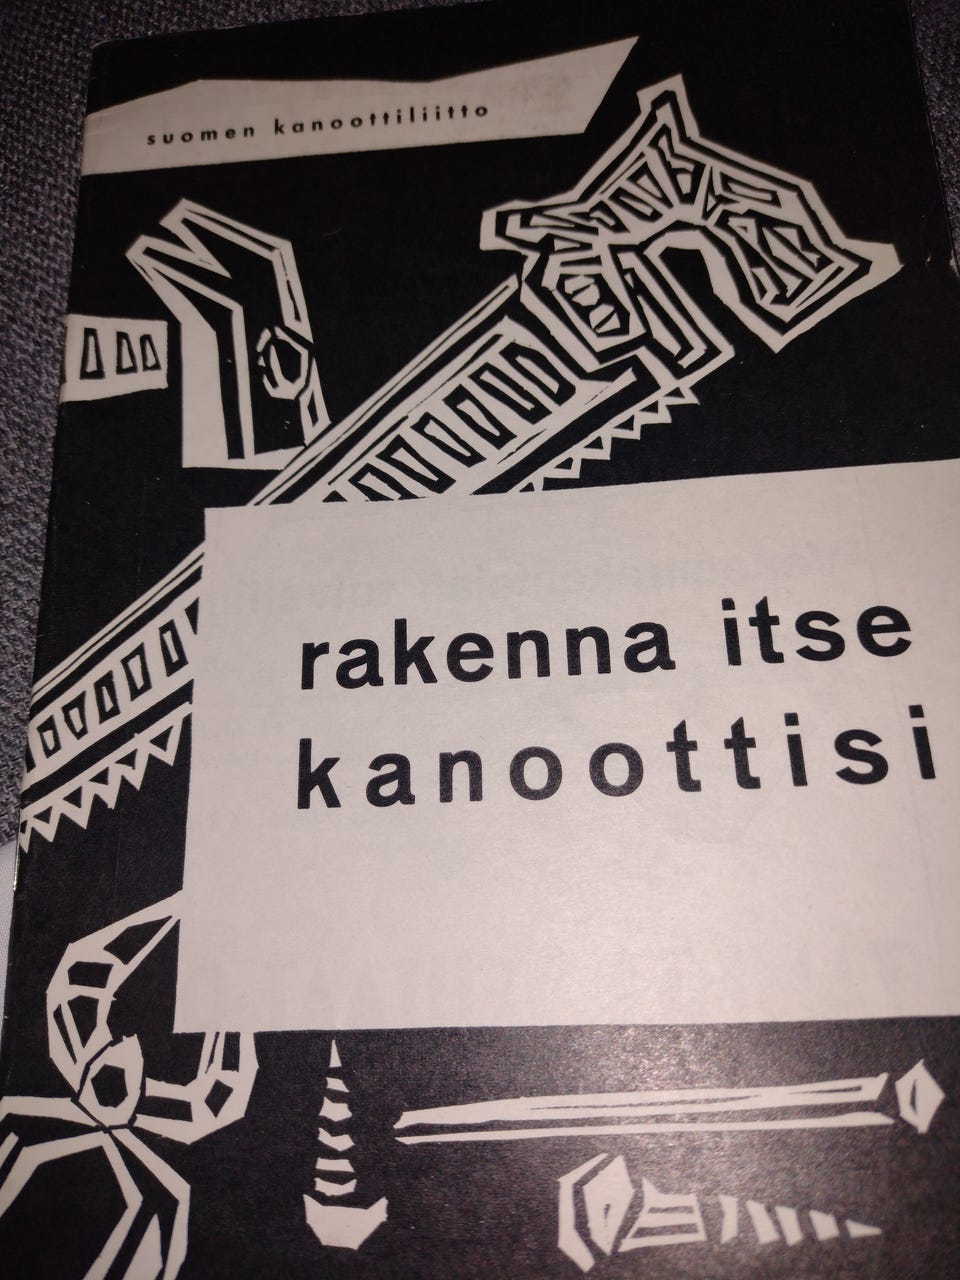 suomen kanoottiliitto
rakenna itse
kanoottisi